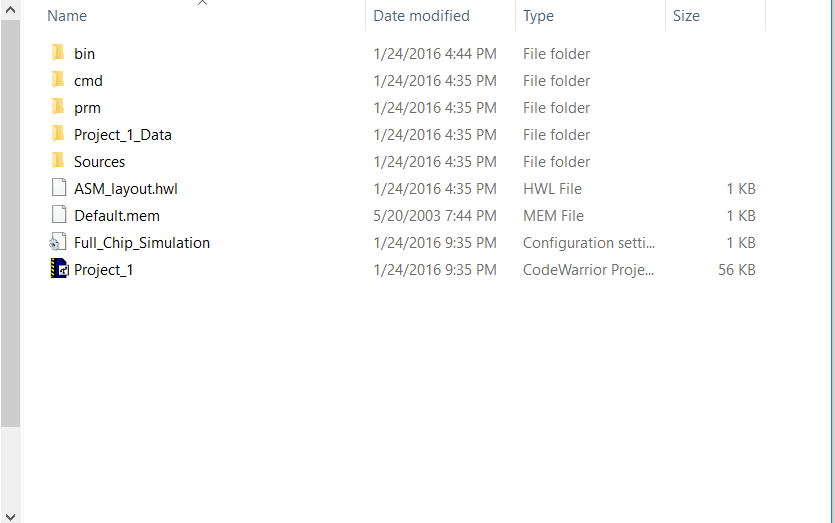 Name Date modified Type Size
bin 1/24/2016 4:44 PM File folder
cmd 1/24/2016 4:35 PM File folder
prm 1/24/2016 4:35 PM File folder
Project_1_Data 1/24/2016 4:35 PM File folder
Sources 1/24/2016 4:35 PM File folder
ASM_layout.hwl 1/24/2016 4:35 PM HWL File 1 KB
Default.mem 5/20/2003 7:44 PM MEM File 1 KB
Full_Chip_Simulation 1/24/2016 9:35 PM Configuration setti... 1 KB
Project_1 1/24/2016 9:35 PM CodeWarrior Proje... 56 KB